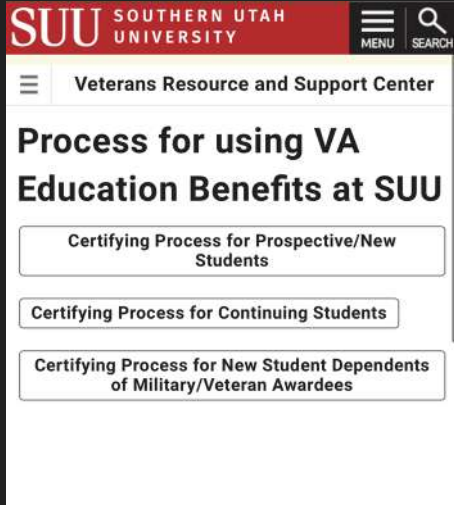 SUU SOUTHERN UTAH
UNIVERSITY
MENU
SEARCH
Veterans Resource and Support Center
Process for using VA
Education Benefits at SUU
Certifying Process for Prospective/New
Students
Certifying Process for Continuing Students
Certifying Process for New Student Dependents
of Military/Veteran Awardees